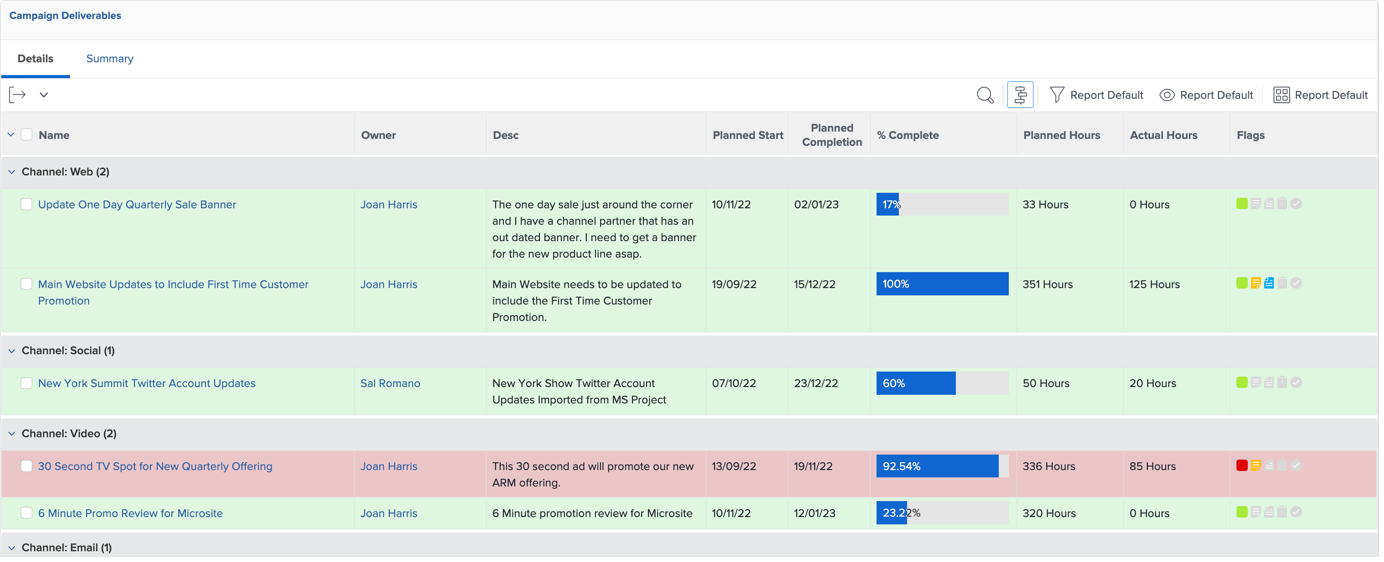 Campaign Deliverables
Details Summary
Report Default Report Default Report Default
Name Owner Desc Planned Start Planned Completion % Complete Planned Hours Actual Hours Flags
Channel: Web (2)
Update One Day Quarterly Sale Banner Joan Harris The one day sale just around the corner 10/11/22 02/01/23 17% 33 Hours 0 Hours
and I have a channel partner that has an
out dated banner. I need to get a banner
for the new product line asap.
Main Website Updates to Include First Time Customer Joan Harris Main Website needs to be updated to 19/09/22 15/12/22 100% 351 Hours 125 Hours
Promotion include the First Time Customer
Promotion.
Channel: Social (1)
New York Summit Twitter Account Updates Sal Romano New York Show Twitter Account 07/10/22 23/12/22 60% 50 Hours 20 Hours
Updates Imported from MS Project
Channel: Video (2)
30 Second TV Spot for New Quarterly Offering Joan Harris This 30 second ad will promote our new 13/09/22 19/11/22 92.54% 336 Hours 85 Hours
ARM offering.
6 Minute Promo Review for Microsite Joan Harris 6 Minute promotion review for Microsite 10/11/22 12/01/23 23.22% 320 Hours 0 Hours
Channel: Email (1)